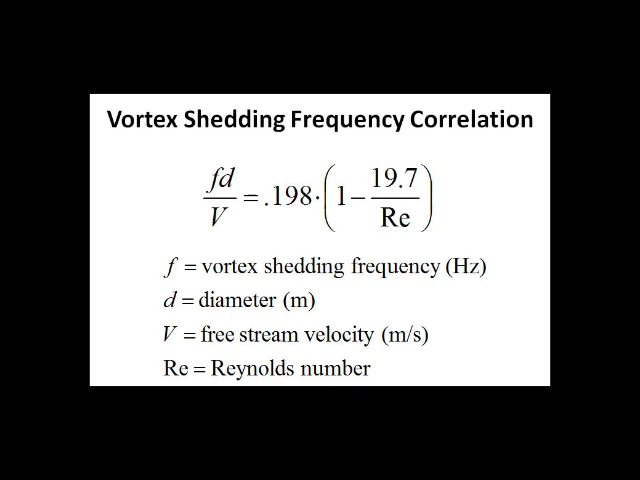 Vortex Shedding Frequency Correlation
fd/V = .198·(1 − 19.7/Re)
f = vortex shedding frequency (Hz)
d = diameter (m)
V = free stream velocity (m/s)
Re = Reynolds number